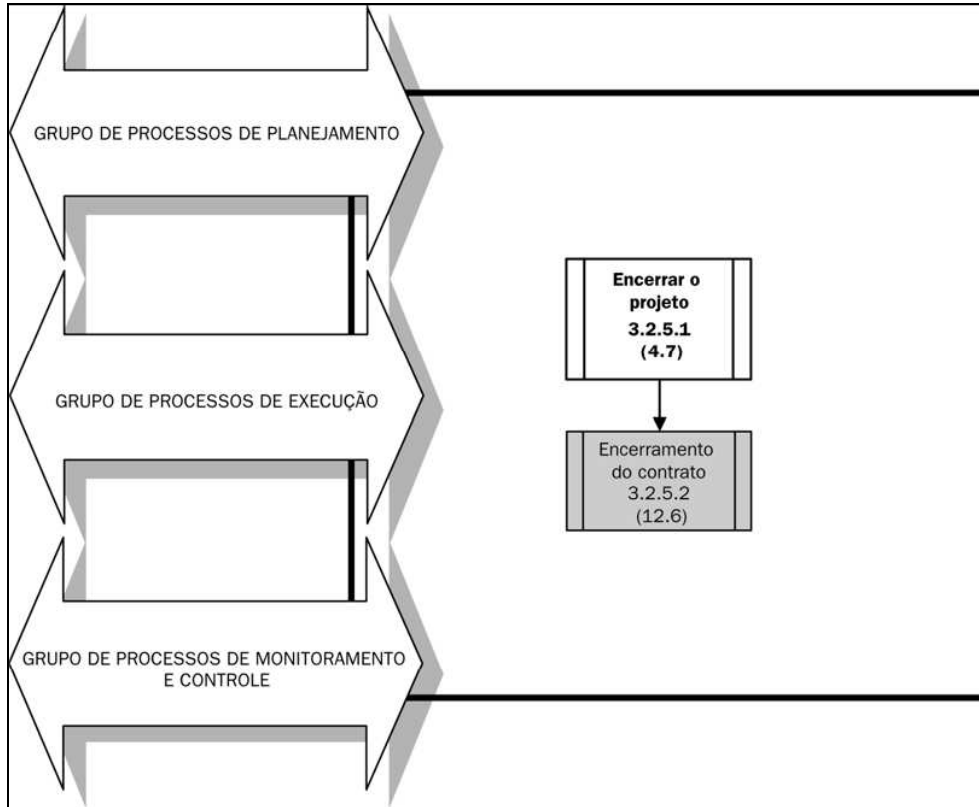 GRUPO DE PROCESSOS DE PLANEJAMENTO
Encerrar o
projeto
3.2.5.1
(4.7)
GRUPO DE PROCESSOS DE EXECUÇÃO
Encerramento
do contrato
3.2.5.2
(12.6)
GRUPO DE PROCESSOS DE MONITORAMENTO
E CONTROLE